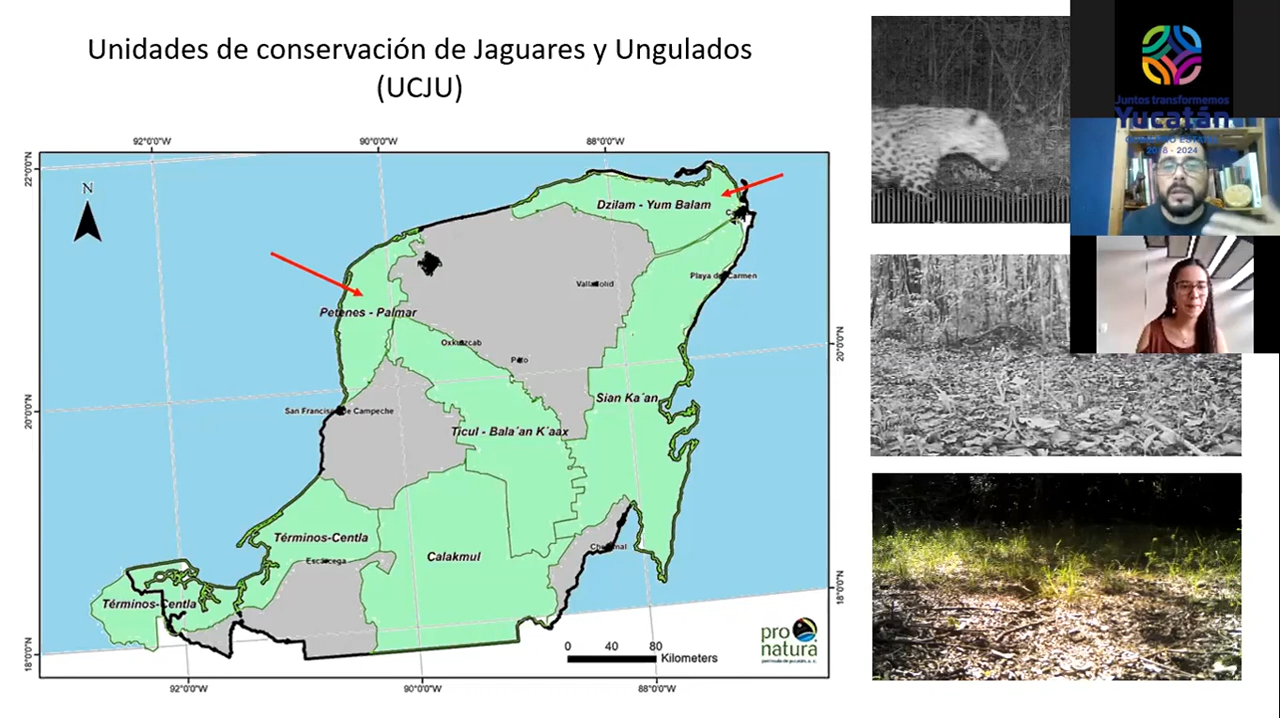 Unidades de conservación de Jaguares y Ungulados
(UCJU)
92°0'0"W
90°0'0"W
88°0'0"W
22°0'0"N
N
Dzilam - Yum Balam
Playa del Carmen
Valladolid
Petenes - Palmar
Oxkutzcab
Peto
20°0'0"N
20°0'0"N
San Francisco de Campeche
Sian Ka´an
Ticul - Bala´an K´aax
Términos-Centla
Calakmul
Chetumal
Escárcega
Términos-Centla
18°0'0"N
18°0'0"N
0 40 80
Kilometers
pro
natura
península de yucatán, a. c.
92°0'0"W
90°0'0"W
88°0'0"W
Juntos transformemos
Yucatán
2018 - 2024